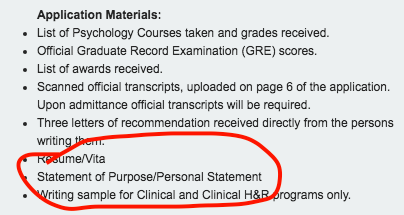 Application Materials:
List of Psychology Courses taken and grades received.
Official Graduate Record Examination (GRE) scores.
List of awards received.
Scanned official transcripts, uploaded on page 6 of the application.
Upon admittance official transcripts will be required.
Three letters of recommendation received directly from the persons
writing them.
Resume/Vita
Statement of Purpose/Personal Statement
Writing sample for Clinical and Clinical H&R programs only.